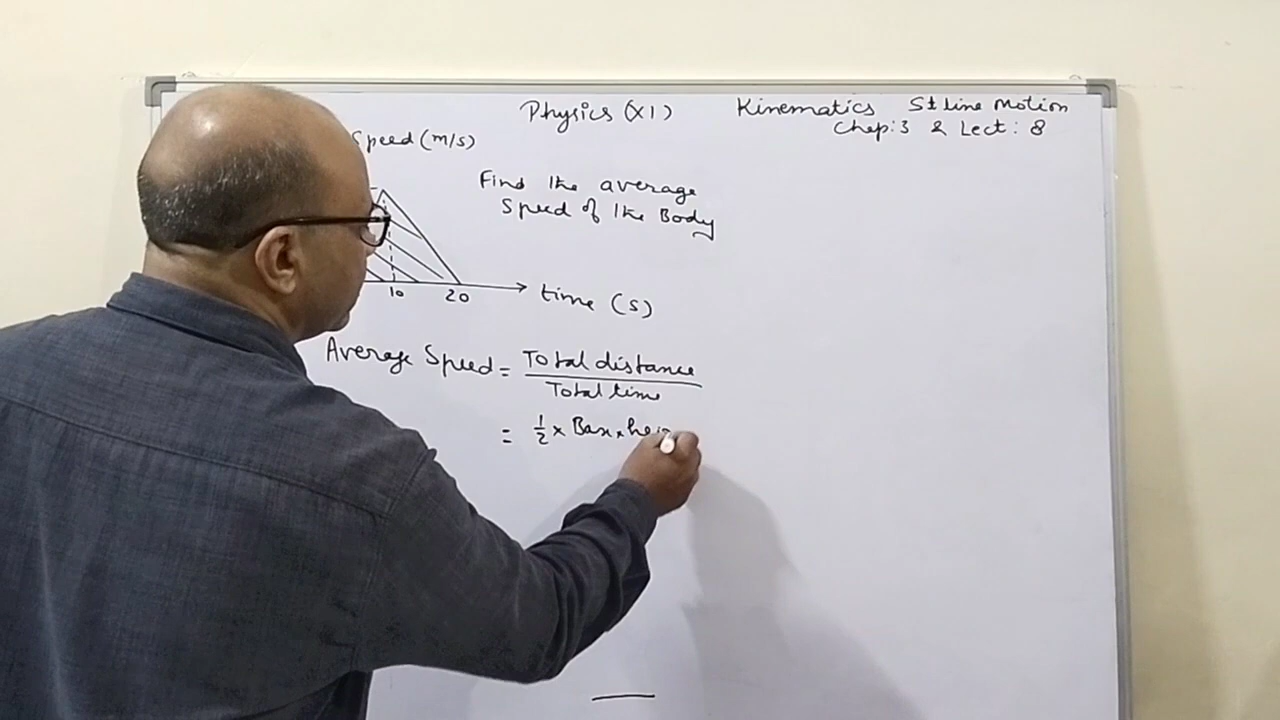 Physics (XI)
Kinematics St line Motion
Chap: 3 & Lect: 8
Speed (m/s)
Find the average
Speed of the Body
10 20
time (s)
Average Speed = Total distance
Total time
= 1/2 × Base × hei